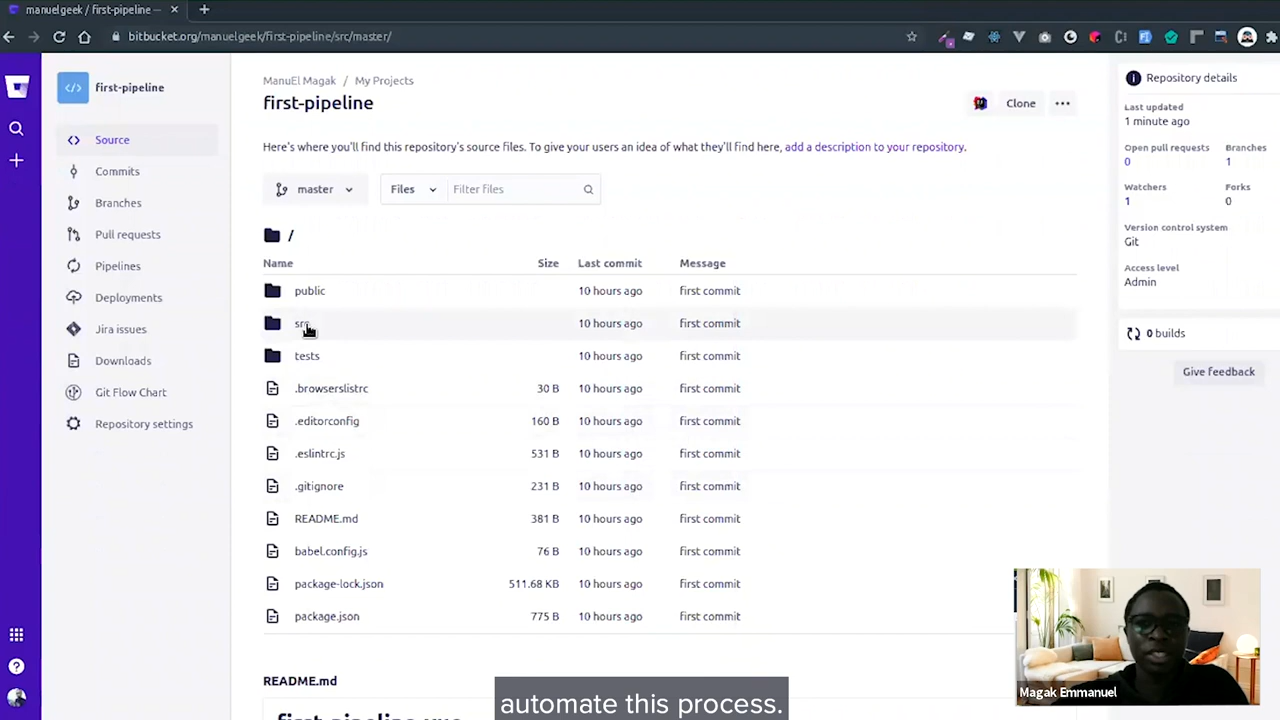 manuelgeek / first-pipeline —
bitbucket.org/manuelgeek/first-pipeline/src/master/
first-pipeline
Source
Commits
Branches
Pull requests
Pipelines
Deployments
Jira issues
Downloads
Git Flow Chart
Repository settings
ManuEl Magak / My Projects
first-pipeline
Clone
Here's where you'll find this repository's source files. To give your users an idea of what they'll find here, add a description to your repository.
master
Files
Filter files
/
Name Size Last commit Message
public 10 hours ago first commit
src 10 hours ago first commit
tests 10 hours ago first commit
.browserslistrc 30 B 10 hours ago first commit
.editorconfig 160 B 10 hours ago first commit
.eslintrc.js 531 B 10 hours ago first commit
.gitignore 231 B 10 hours ago first commit
README.md 381 B 10 hours ago first commit
babel.config.js 76 B 10 hours ago first commit
package-lock.json 511.68 KB 10 hours ago first commit
package.json 775 B 10 hours ago first commit
README.md
Repository details
Last updated
1 minute ago
Open pull requests Branches
0 1
Watchers Forks
1 0
Version control system
Git
Access level
Admin
0 builds
Give feedback
Magak Emmanuel
automate this process.